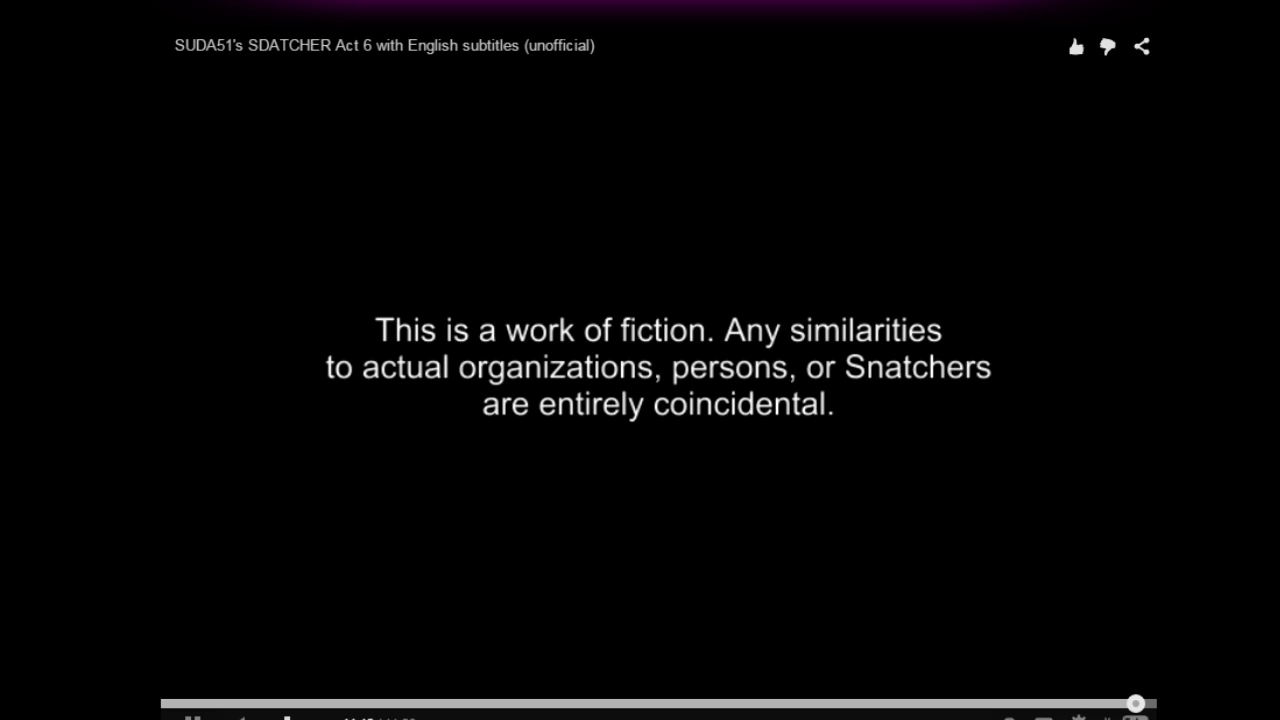 SUDA51's SDATCHER Act 6 with English subtitles (unofficial)
This is a work of fiction. Any similarities
to actual organizations, persons, or Snatchers
are entirely coincidental.